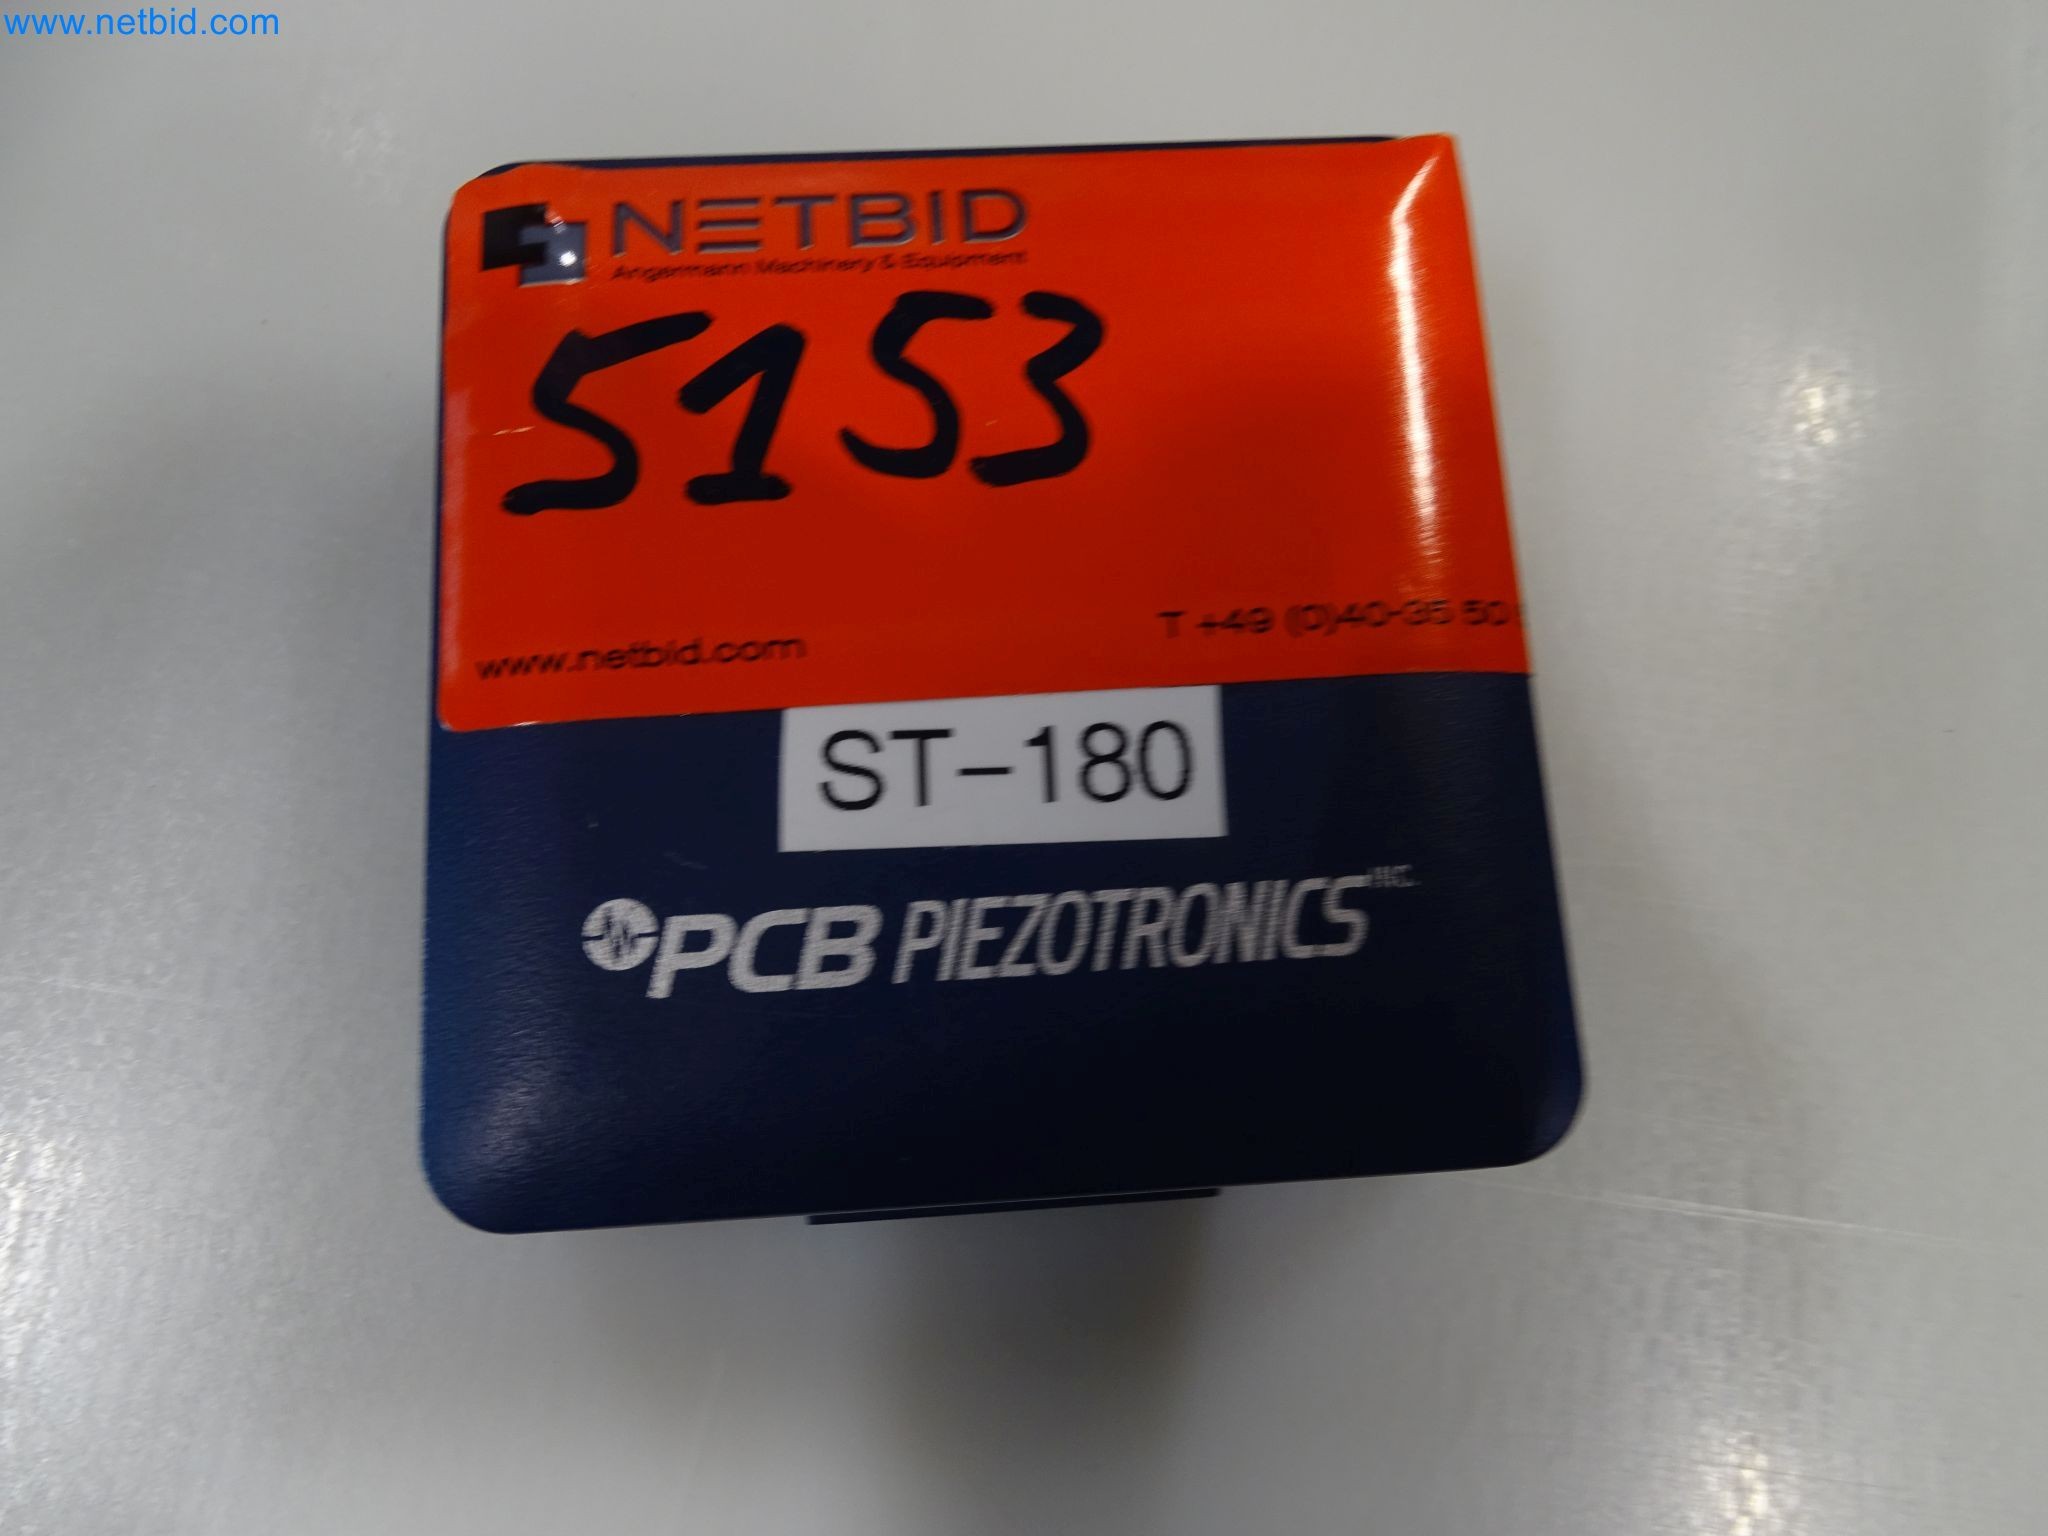 www.netbid.com
NETBID
Angermann Machinery & Equipment
5153
www.netbid.com
T +49 (0)40-35 50
ST-180
PCB PIEZOTRONICS INC.